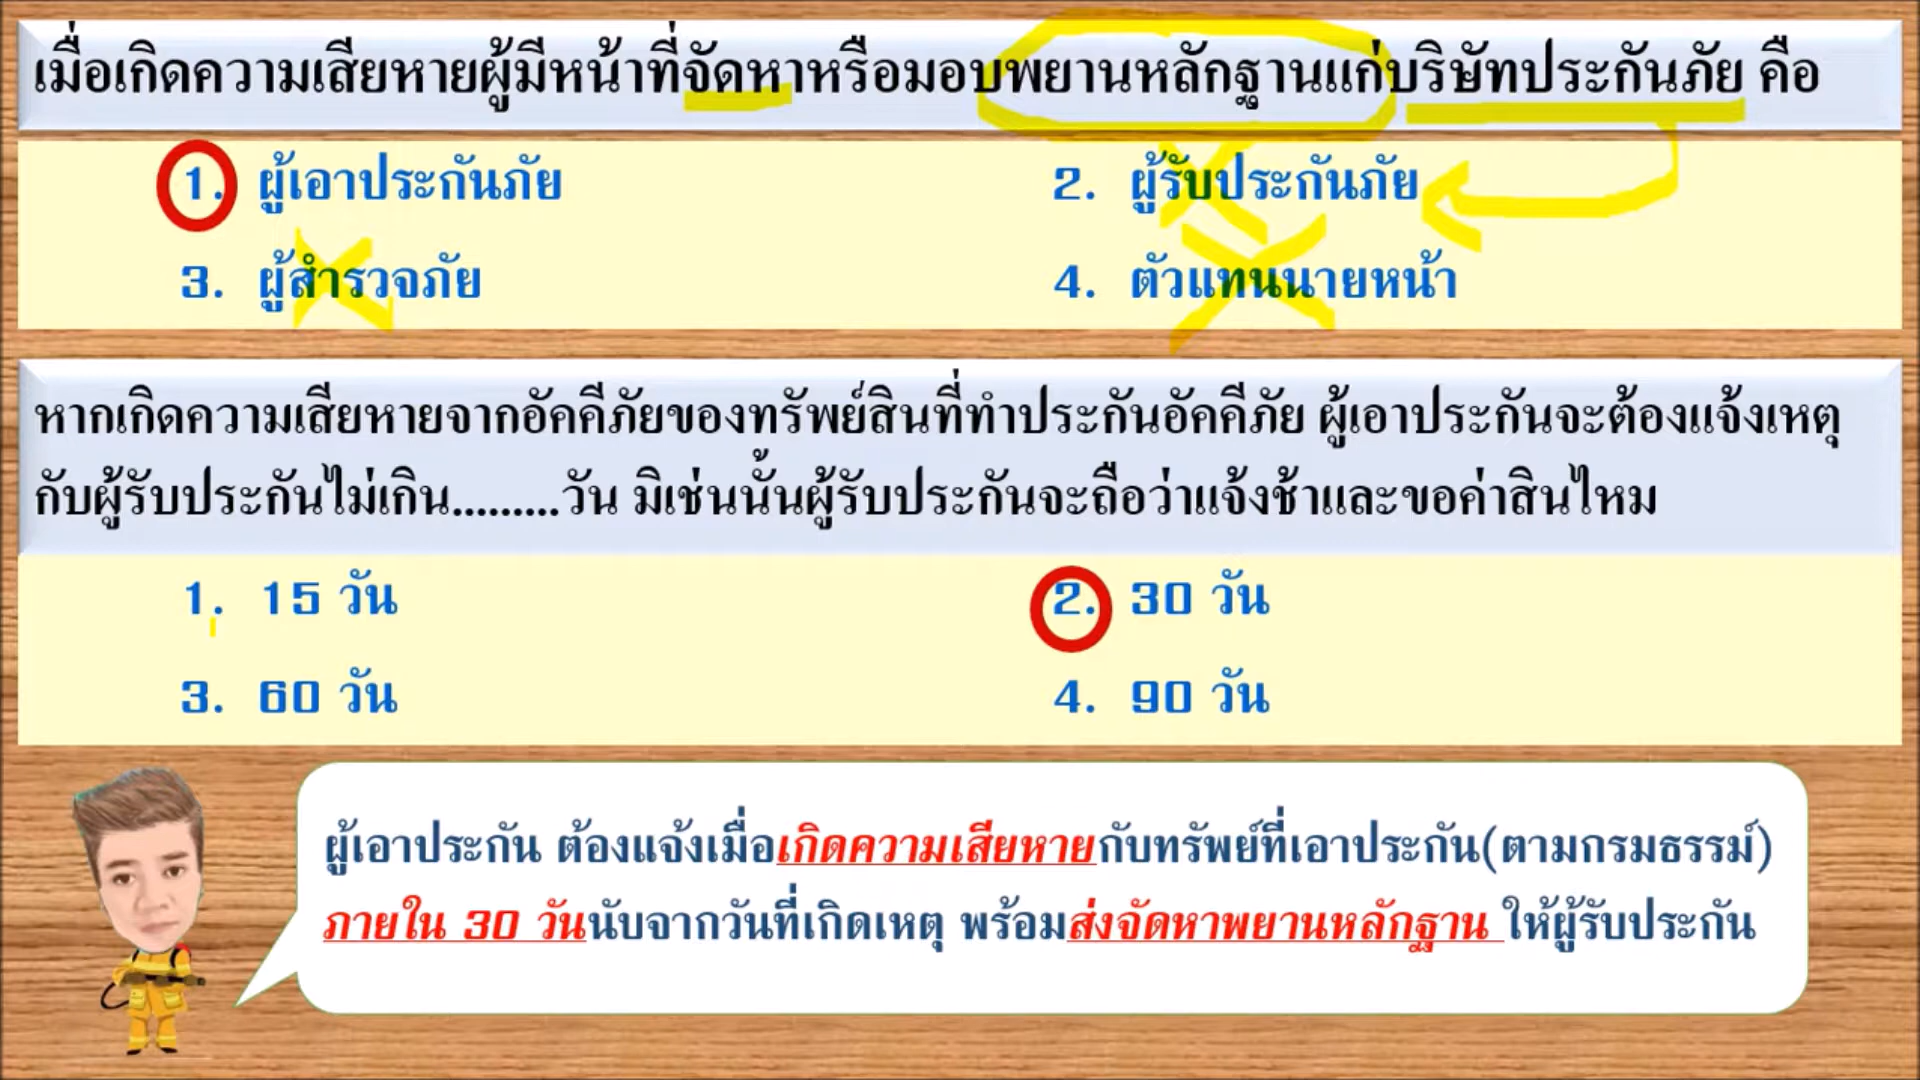 เมื่อเกิดความเสียหายผู้มีหน้าที่จัดหาหรือมอบพยานหลักฐานแก่บริษัทประกันภัย คือ
1. ผู้เอาประกันภัย
2. ผู้รับประกันภัย
3. ผู้สำรวจภัย
4. ตัวแทนนายหน้า
หากเกิดความเสียหายจากอัคคีภัยของทรัพย์สินที่ทำประกันอัคคีภัย ผู้เอาประกันจะต้องแจ้งเหตุ
กับผู้รับประกันไม่เกิน.........วัน มิเช่นนั้นผู้รับประกันจะถือว่าแจ้งช้าและขอค่าสินไหม
1. 15 วัน
2. 30 วัน
3. 60 วัน
4. 90 วัน
ผู้เอาประกัน ต้องแจ้งเมื่อเกิดความเสียหายกับทรัพย์ที่เอาประกัน(ตามกรมธรรม์)
ภายใน 30 วันนับจากวันที่เกิดเหตุ พร้อมส่งจัดหาพยานหลักฐาน ให้ผู้รับประกัน